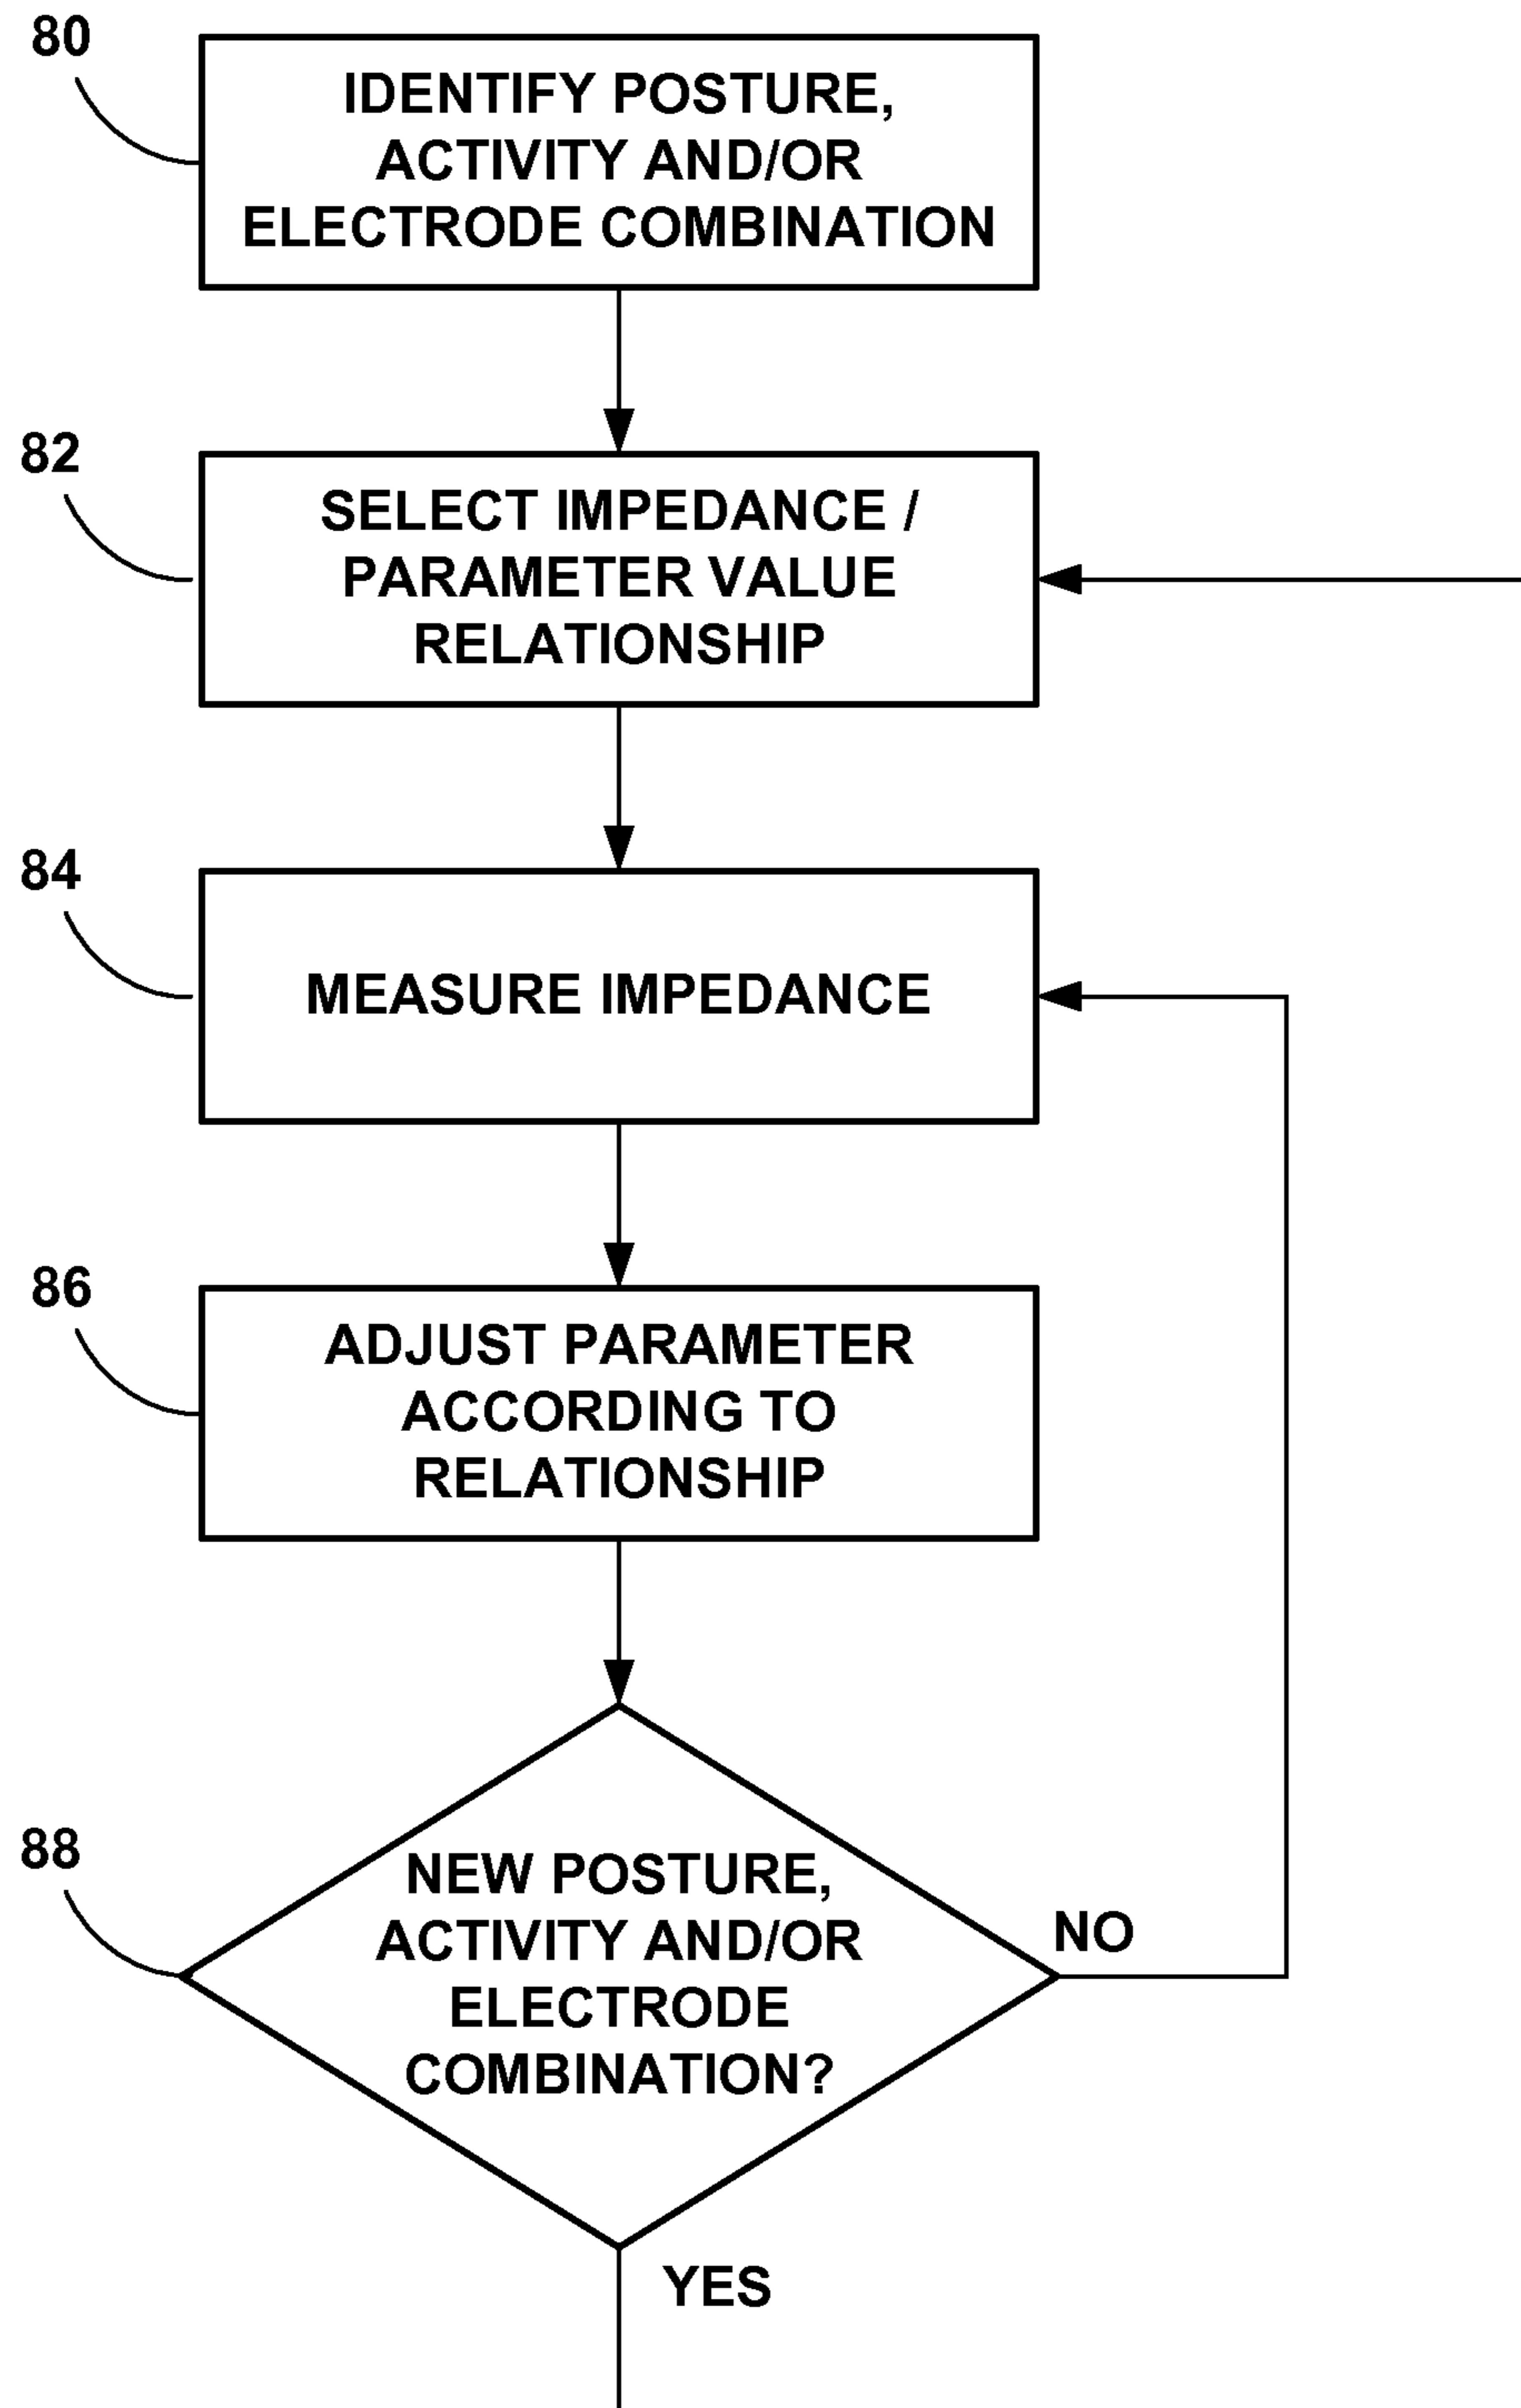 80
IDENTIFY POSTURE,
ACTIVITY AND/OR
ELECTRODE COMBINATION
82
SELECT IMPEDANCE /
PARAMETER VALUE
RELATIONSHIP
84
MEASURE IMPEDANCE
86
ADJUST PARAMETER
ACCORDING TO
RELATIONSHIP
88
NEW POSTURE,
ACTIVITY AND/OR
ELECTRODE
COMBINATION?
NO
YES